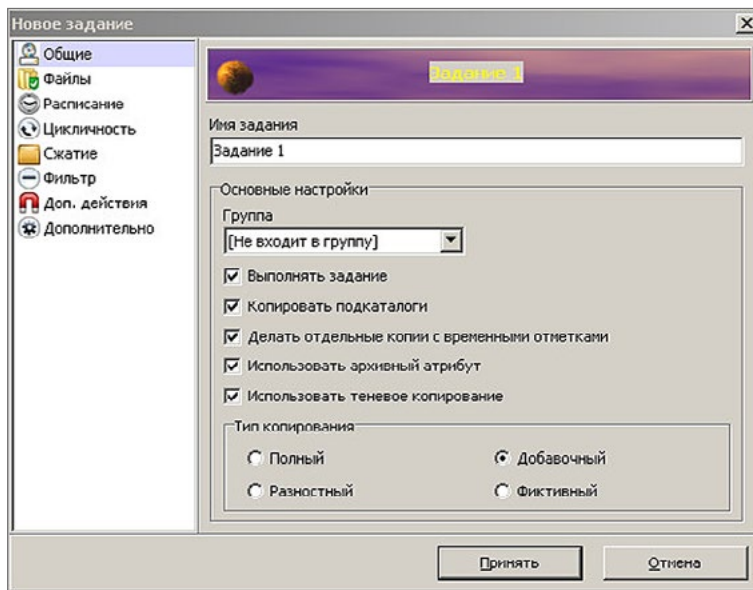 Новое задание
Общие
Файлы
Расписание
Цикличность
Сжатие
Фильтр
Доп. действия
Дополнительно
Задание 1
Имя задания
Задание 1
Основные настройки
Группа
[Не входит в группу]
Выполнять задание
Копировать подкаталоги
Делать отдельные копии с временными отметками
Использовать архивный атрибут
Использовать теневое копирование
Тип копирования
Полный
Добавочный
Разностный
Фиктивный
Принять
Отмена